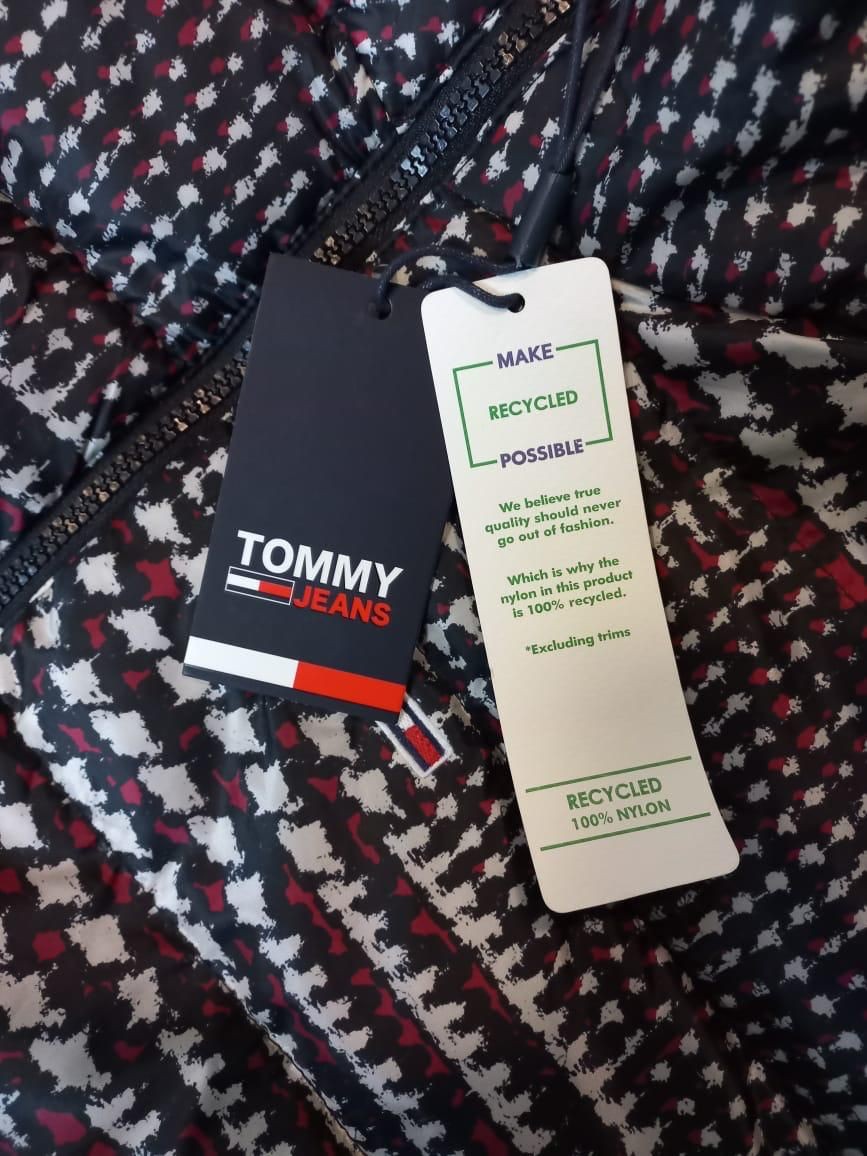 TOMMY
JEANS
MAKE
RECYCLED
POSSIBLE
We believe true
quality should never
go out of fashion.
Which is why the
nylon in this product
is 100% recycled.
*Excluding trims
RECYCLED
100% NYLON